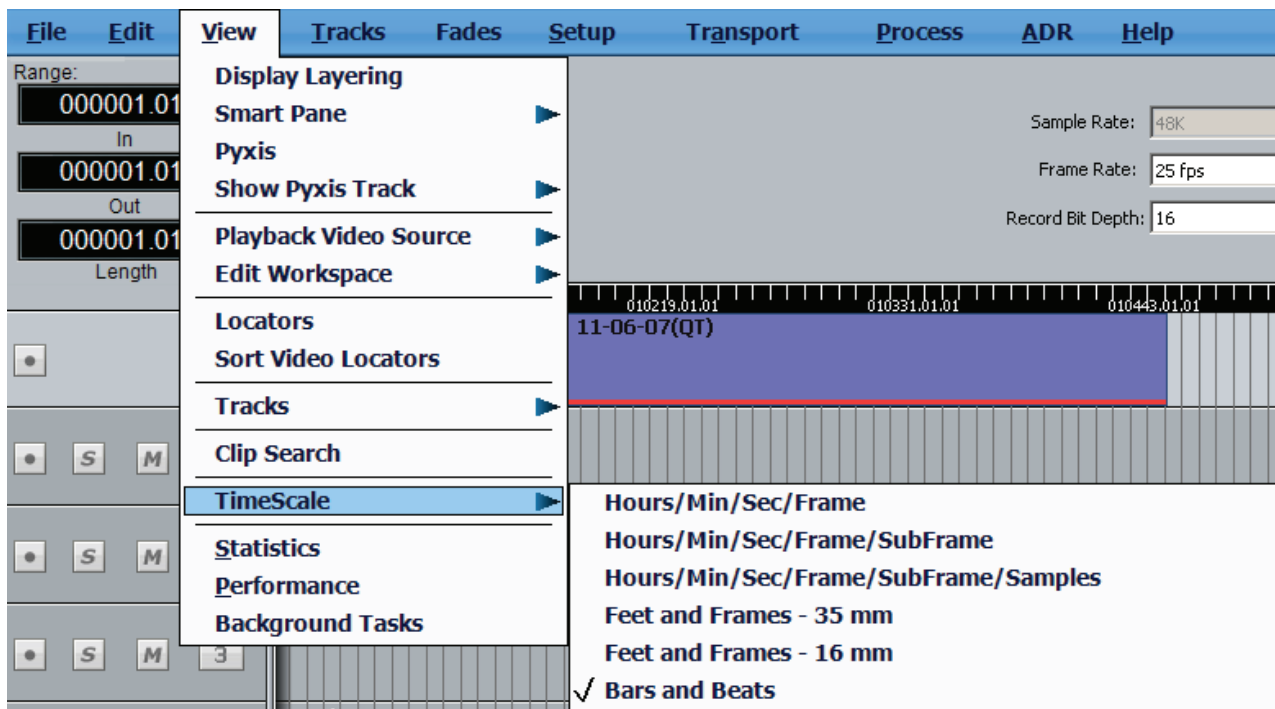 File Edit View Tracks Fades Setup Transport Process ADR Help
Range:
000001.01
In
000001.01
Out
000001.01
Length
Display Layering
Smart Pane
Pyxis
Show Pyxis Track
Playback Video Source
Edit Workspace
Locators
Sort Video Locators
Tracks
Clip Search
TimeScale
Statistics
Performance
Background Tasks
Sample Rate: 48K
Frame Rate: 25 fps
Record Bit Depth: 16
010219.01.01 010331.01.01 010443.01.01
11-06-07(QT)
S M
S M
S M 3
Hours/Min/Sec/Frame
Hours/Min/Sec/Frame/SubFrame
Hours/Min/Sec/Frame/SubFrame/Samples
Feet and Frames - 35 mm
Feet and Frames - 16 mm
✓ Bars and Beats